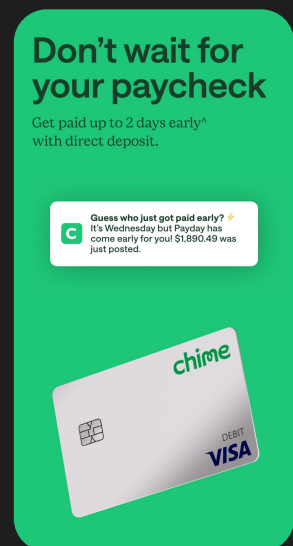 Don’t wait for
your paycheck
Get paid up to 2 days early^
with direct deposit.
C
Guess who just got paid early?⚡
It’s Wednesday but Payday has
come early for you! $1,890.49 was
just posted.
chime
DEBIT
VISA